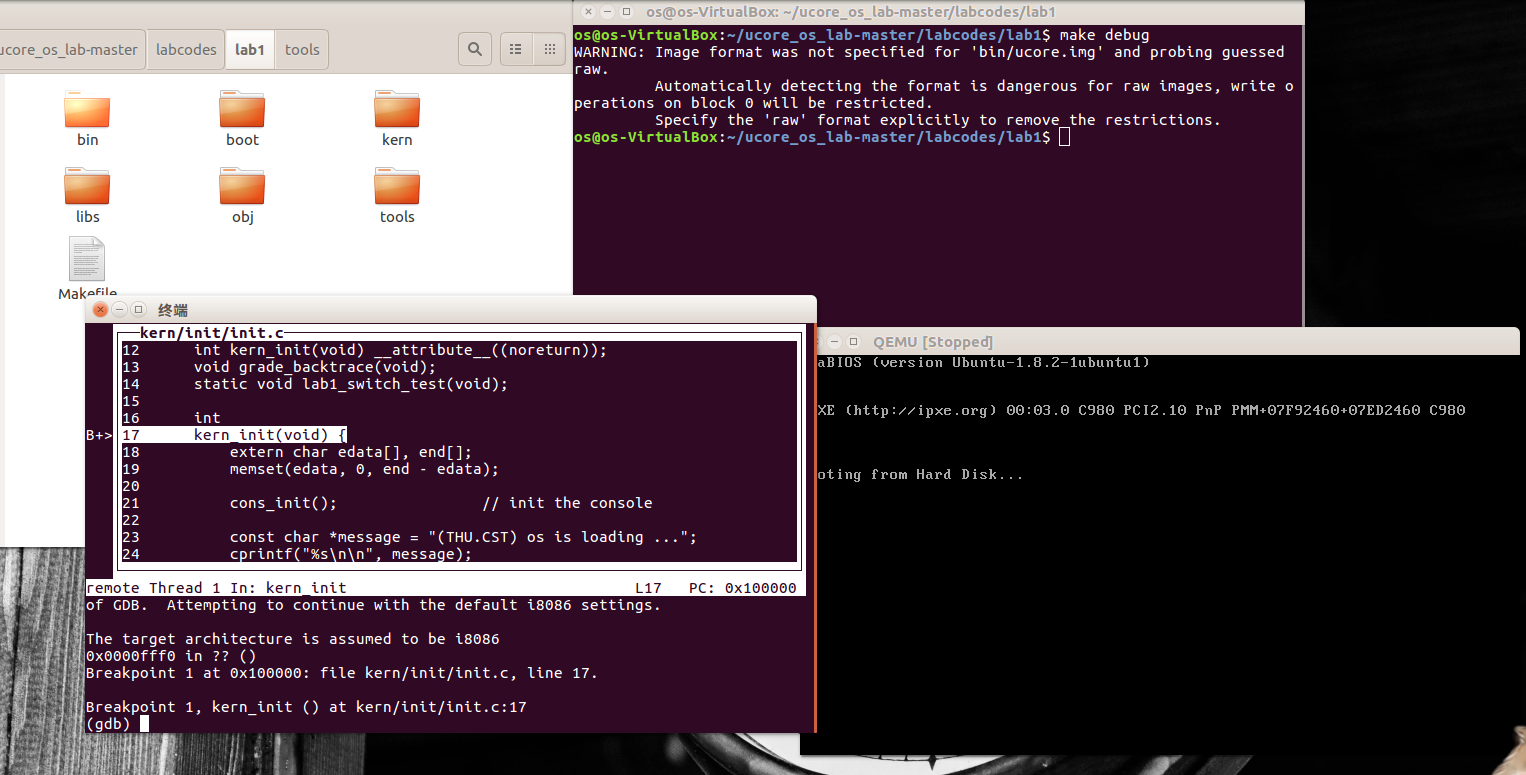 ucore_os_lab-master labcodes lab1 tools
bin boot kern
libs obj tools
Makefile
os@os-VirtualBox: ~/ucore_os_lab-master/labcodes/lab1
os@os-VirtualBox:~/ucore_os_lab-master/labcodes/lab1$ make debug
WARNING: Image format was not specified for 'bin/ucore.img' and probing guessed
raw.
         Automatically detecting the format is dangerous for raw images, write o
perations on block 0 will be restricted.
         Specify the 'raw' format explicitly to remove the restrictions.
os@os-VirtualBox:~/ucore_os_lab-master/labcodes/lab1$
终端
kern/init/init.c
12      int kern_init(void) __attribute__((noreturn));
13      void grade_backtrace(void);
14      static void lab1_switch_test(void);
15
16      int
B+> 17      kern_init(void) {
18          extern char edata[], end[];
19          memset(edata, 0, end - edata);
20
21          cons_init();                // init the console
22
23          const char *message = "(THU.CST) os is loading ...";
24          cprintf("%s\n\n", message);
remote Thread 1 In: kern_init                                L17   PC: 0x100000
of GDB.  Attempting to continue with the default i8086 settings.

The target architecture is assumed to be i8086
0x0000fff0 in ?? ()
Breakpoint 1 at 0x100000: file kern/init/init.c, line 17.

Breakpoint 1, kern_init () at kern/init/init.c:17
(gdb)
QEMU [Stopped]
aBIOS (version Ubuntu-1.8.2-1ubuntu1)
XE (http://ipxe.org) 00:03.0 C980 PCI2.10 PnP PMM+07F92460+07ED2460 C980
oting from Hard Disk...